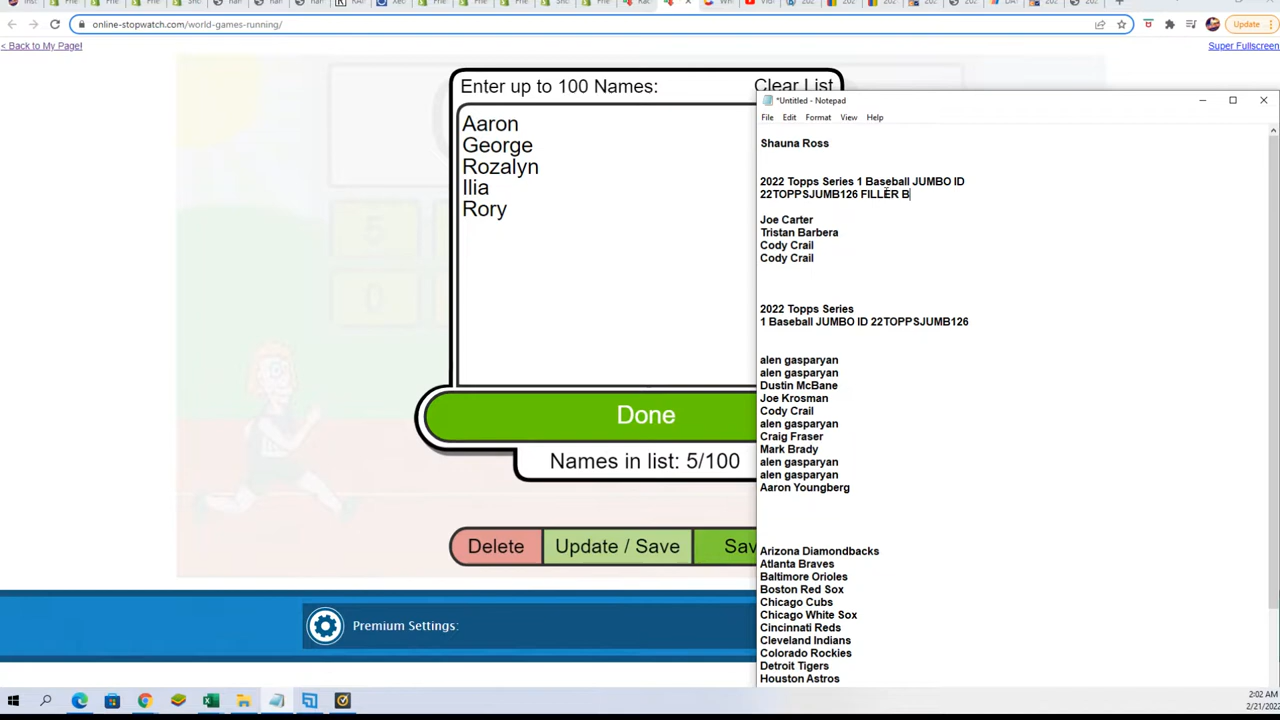 online-stopwatch.com/world-games-running/
Update
< Back to My Page!
Super Fullscreen
Enter up to 100 Names:
Clear List
Aaron
George
Rozalyn
Ilia
Rory
Done
Names in list: 5/100
Delete
Update / Save
Sav
Premium Settings:
*Untitled - Notepad
File Edit Format View Help
Shauna Ross
2022 Topps Series 1 Baseball JUMBO ID
22TOPPSJUMB126 FILLER B
Joe Carter
Tristan Barbera
Cody Crail
Cody Crail
2022 Topps Series
1 Baseball JUMBO ID 22TOPPSJUMB126
alen gasparyan
alen gasparyan
Dustin McBane
Joe Krosman
Cody Crail
alen gasparyan
Craig Fraser
Mark Brady
alen gasparyan
alen gasparyan
Aaron Youngberg
Arizona Diamondbacks
Atlanta Braves
Baltimore Orioles
Boston Red Sox
Chicago Cubs
Chicago White Sox
Cincinnati Reds
Cleveland Indians
Colorado Rockies
Detroit Tigers
Houston Astros
2:02 AM
2/21/2022